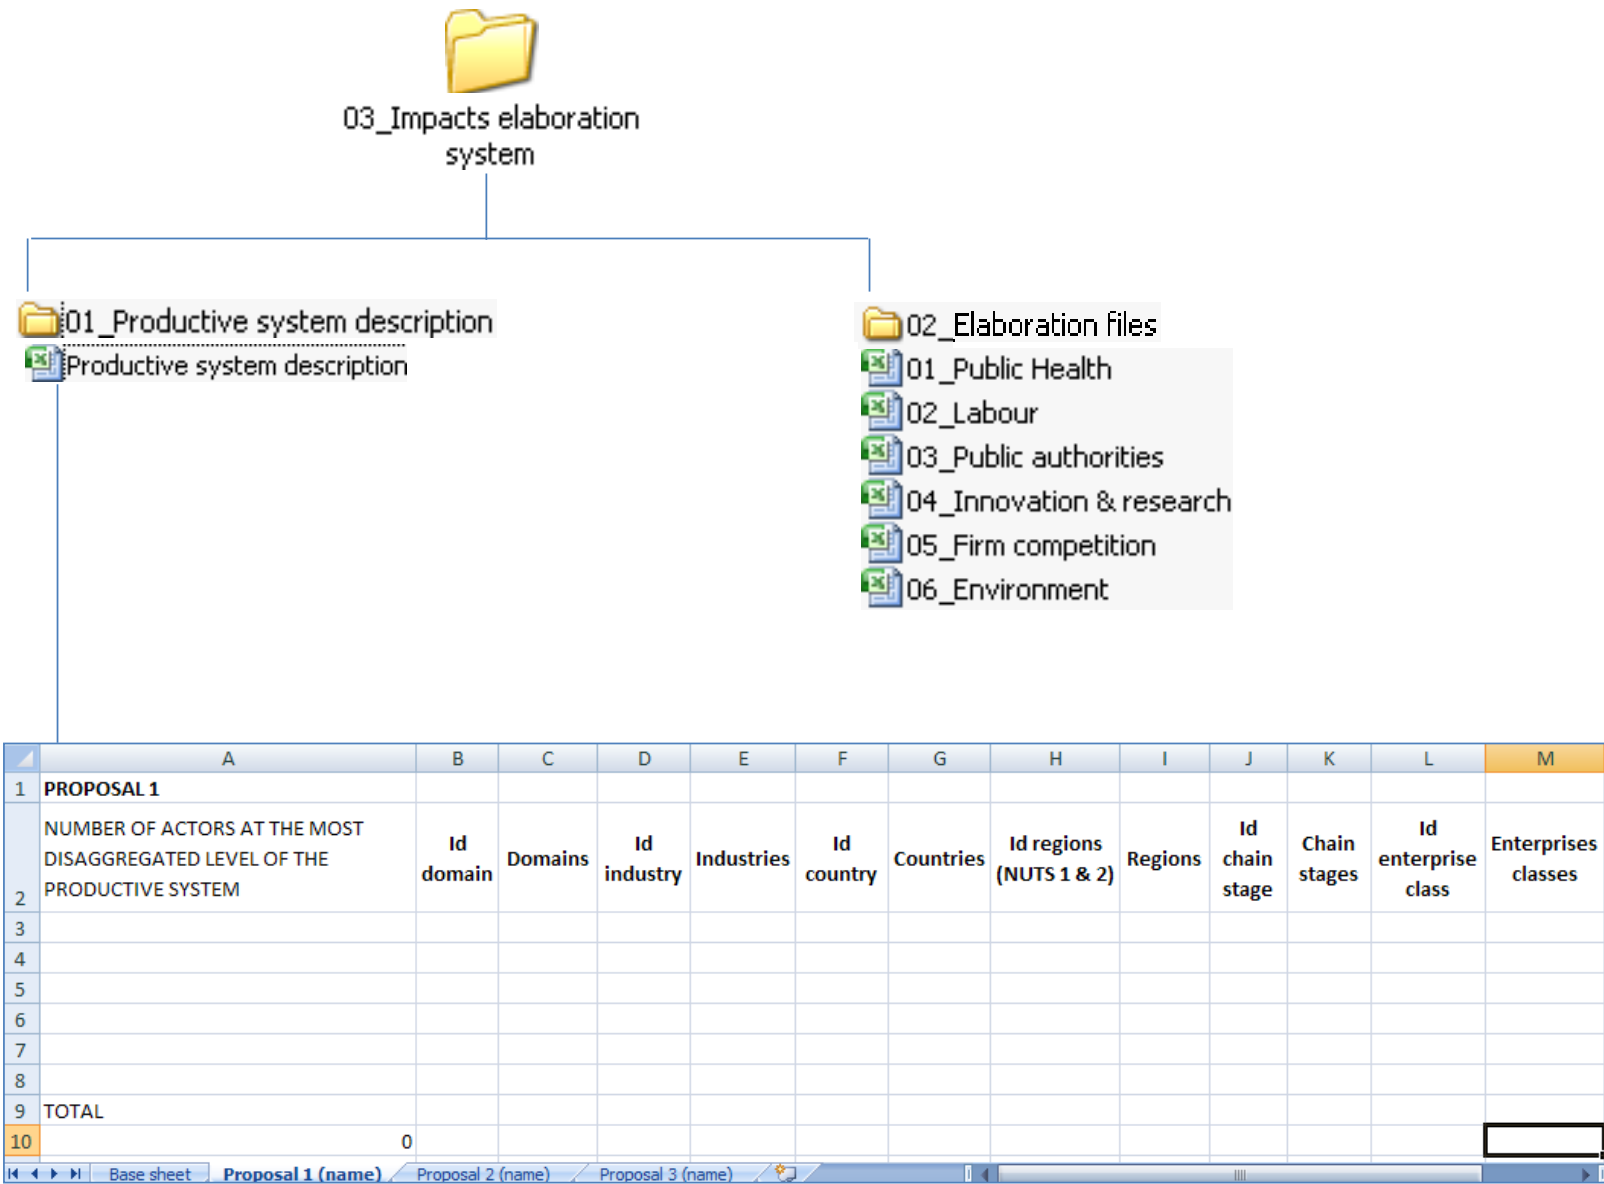 03_Impacts elaboration
system
01_Productive system description
Productive system description
02_Elaboration files
01_Public Health
02_Labour
03_Public authorities
04_Innovation & research
05_Firm competition
06_Environment
A B C D E F G H I J K L M
1 PROPOSAL 1
2 NUMBER OF ACTORS AT THE MOST DISAGGREGATED LEVEL OF THE PRODUCTIVE SYSTEM Id domain Domains Id industry Industries Id country Countries Id regions (NUTS 1 & 2) Regions Id chain stage Chain stages Id enterprise class Enterprises classes
3
4
5
6
7
8
9 TOTAL
10 0
Base sheet Proposal 1 (name) Proposal 2 (name) Proposal 3 (name)